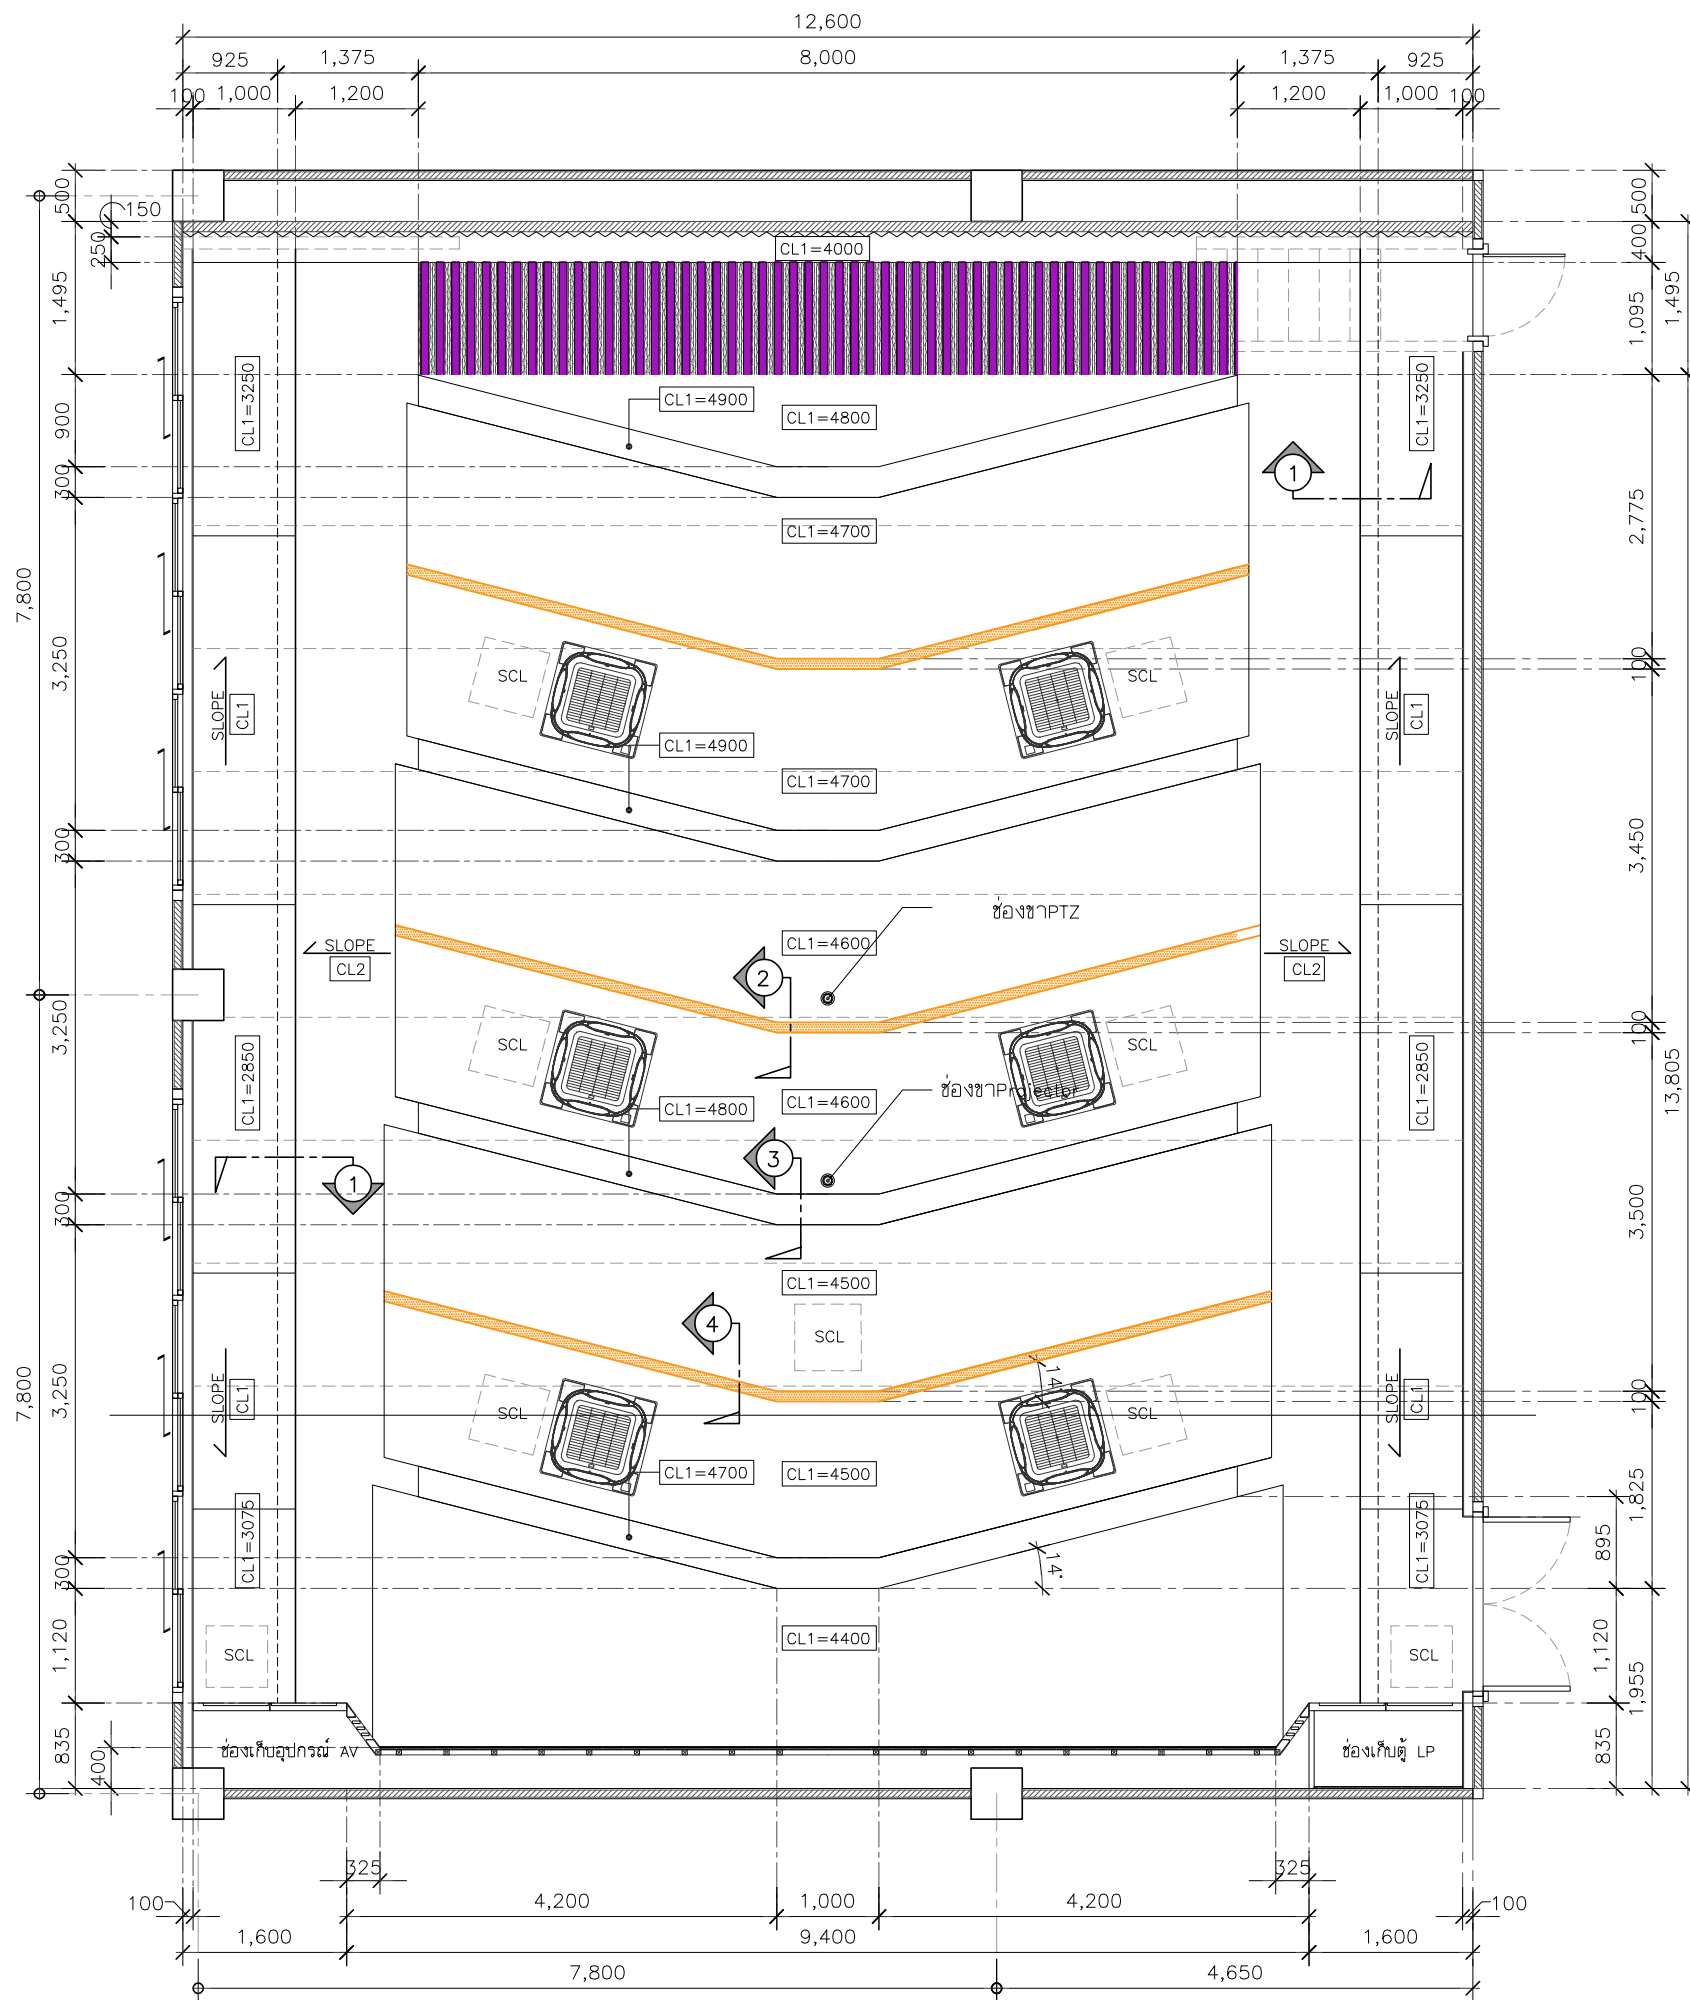 12,600
925
1,375
8,000
1,375
925
100
1,000
1,200
1,200
1,000
100
500
150
250
1,495
900
300
3,250
300
3,250
300
3,250
300
1,120
835
400
7,800
7,800
500
400
1,095
1,495
2,775
100
3,450
100
3,500
100
1,825
895
1,120
1,955
835
13,805
CL1=4000
CL1=3250
CL1=3250
CL1=4900
CL1=4800
1
CL1=4700
SCL
SCL
SLOPE
CL1
SLOPE
CL1
CL1=4900
CL1=4700
ช่องขาPTZ
CL1=4600
SLOPE
CL2
SLOPE
CL2
2
SCL
SCL
CL1=2850
CL1=2850
ช่องขาProjector
CL1=4800
CL1=4600
3
1
CL1=4500
4
SCL
14°
SLOPE
CL1
SLOPE
CL1
SCL
SCL
CL1=4700
CL1=4500
CL1=3075
CL1=3075
14°
CL1=4400
SCL
SCL
ช่องเก็บอุปกรณ์ AV
ช่องเก็บตู้ LP
325
325
100
4,200
1,000
4,200
100
1,600
9,400
1,600
7,800
4,650